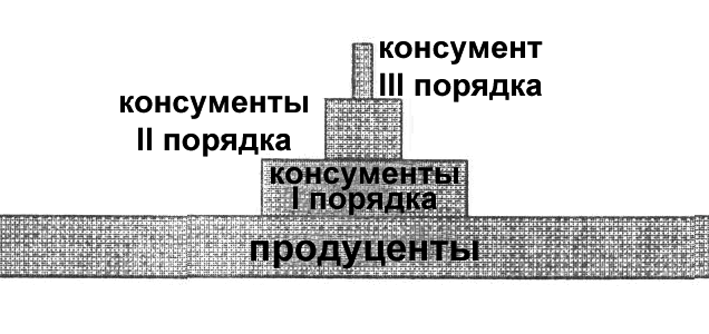 консумент
III порядка
консументы
II порядка
консументы
I порядка
продуценты